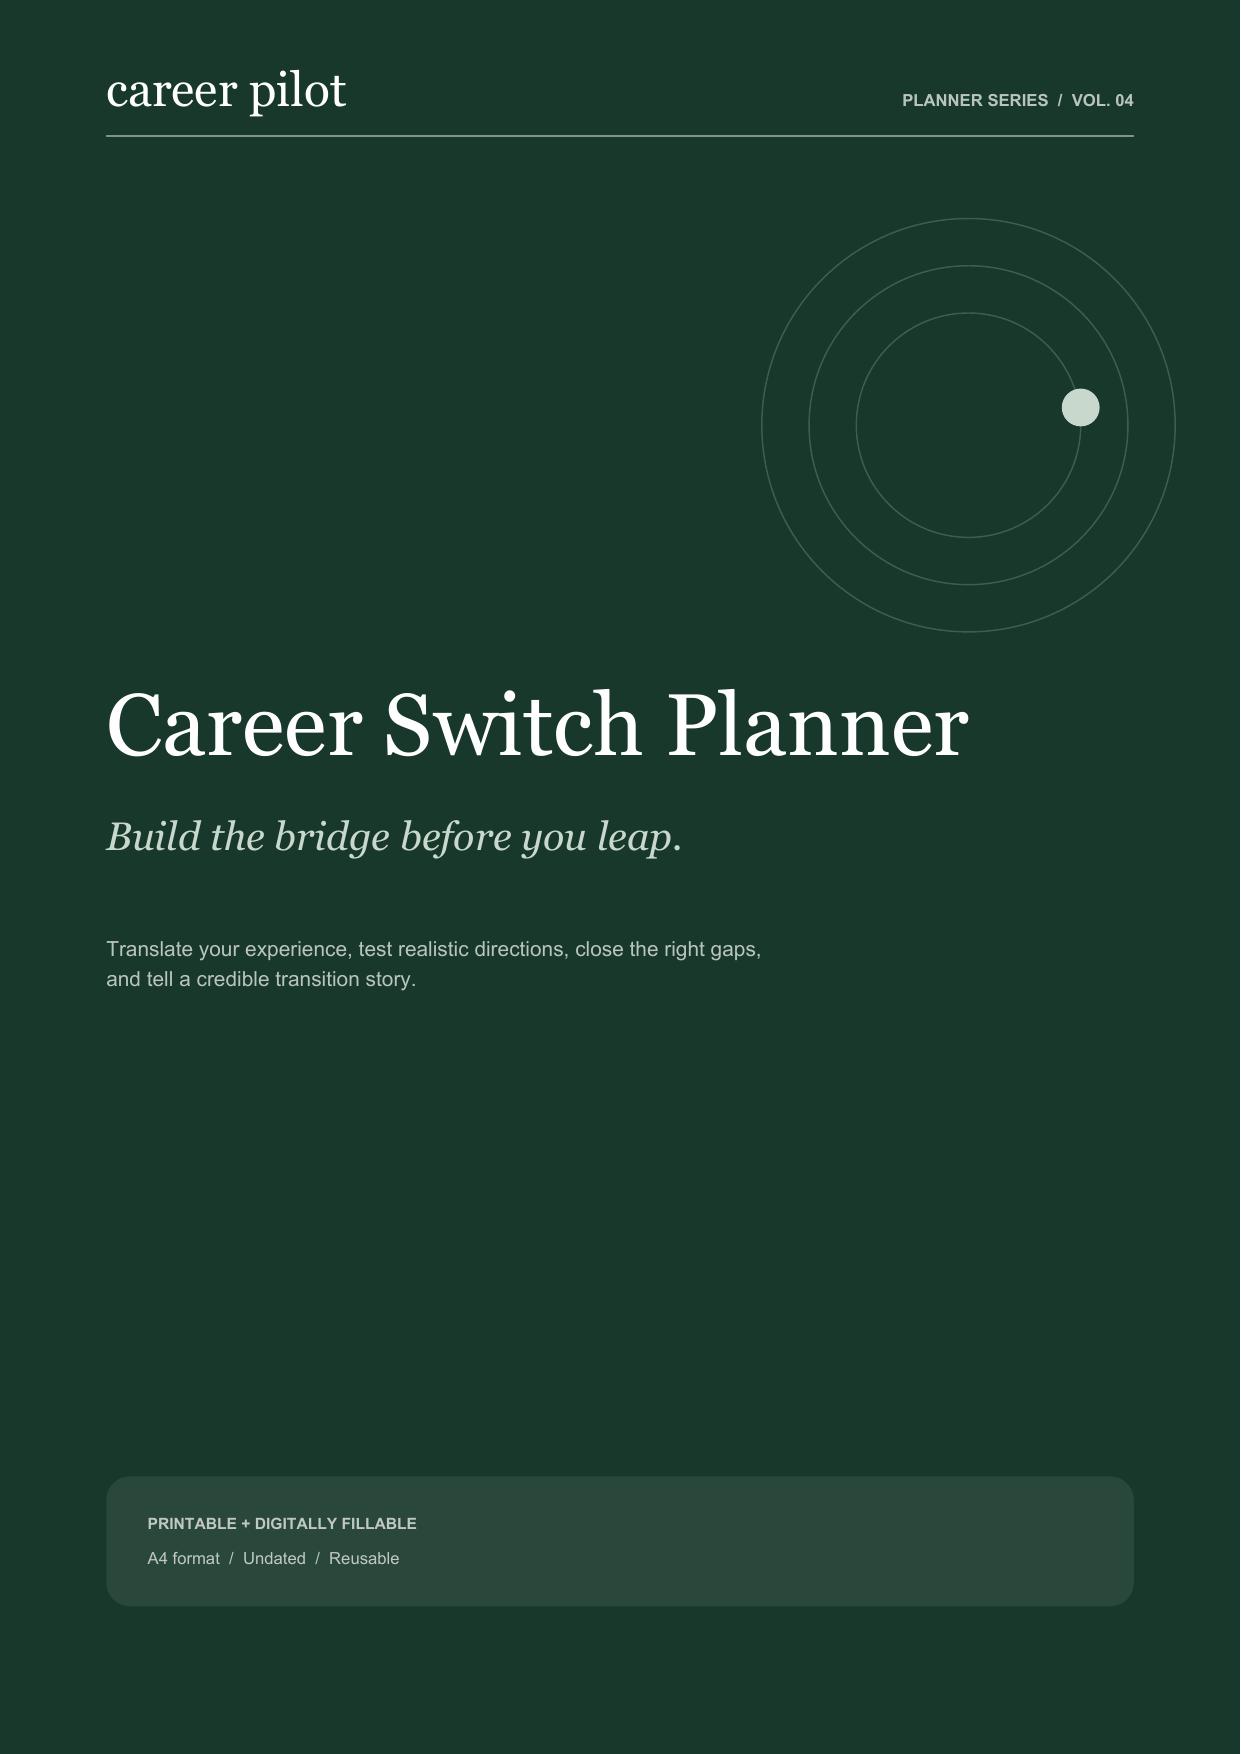 career pilot
PLANNER SERIES / VOL. 04
Career Switch Planner
Build the bridge before you leap.
Translate your experience, test realistic directions, close the right gaps,
and tell a credible transition story.
PRINTABLE + DIGITALLY FILLABLE
A4 format / Undated / Reusable